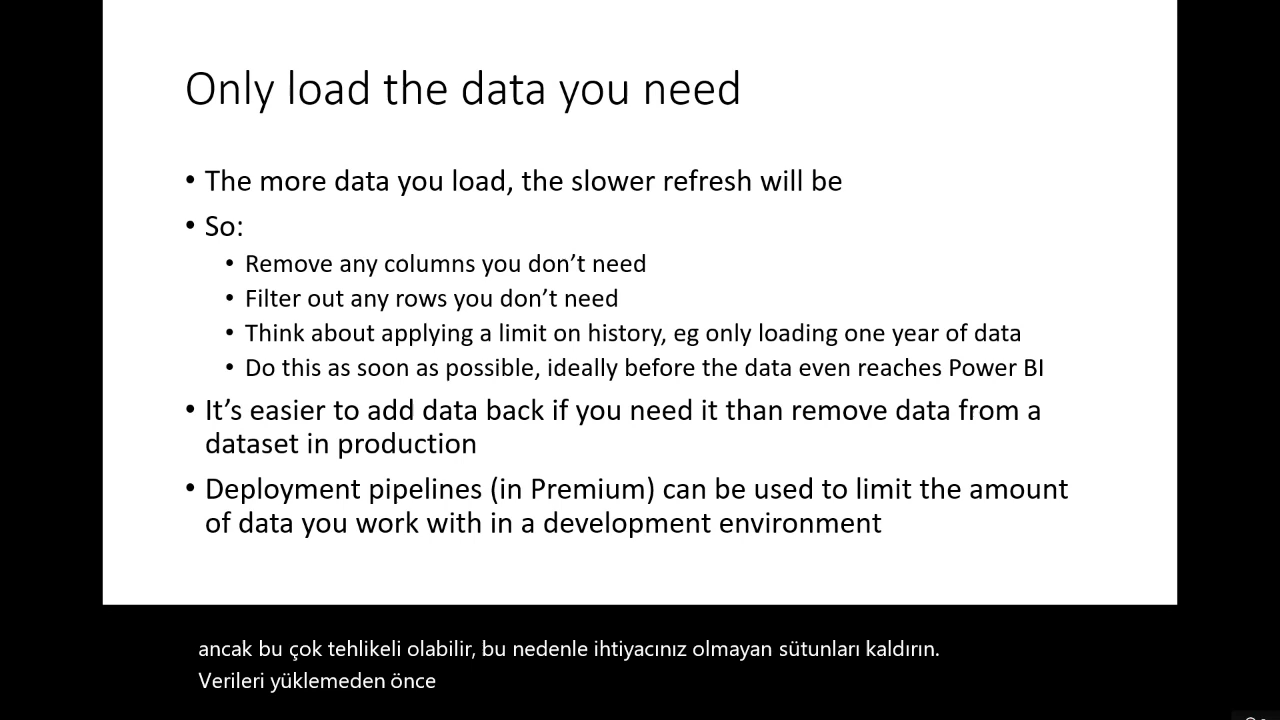 Only load the data you need
• The more data you load, the slower refresh will be
• So:
• Remove any columns you don’t need
• Filter out any rows you don’t need
• Think about applying a limit on history, eg only loading one year of data
• Do this as soon as possible, ideally before the data even reaches Power BI
• It’s easier to add data back if you need it than remove data from a
dataset in production
• Deployment pipelines (in Premium) can be used to limit the amount
of data you work with in a development environment
ancak bu çok tehlikeli olabilir, bu nedenle ihtiyacınız olmayan sütunları kaldırın.
Verileri yüklemeden önce